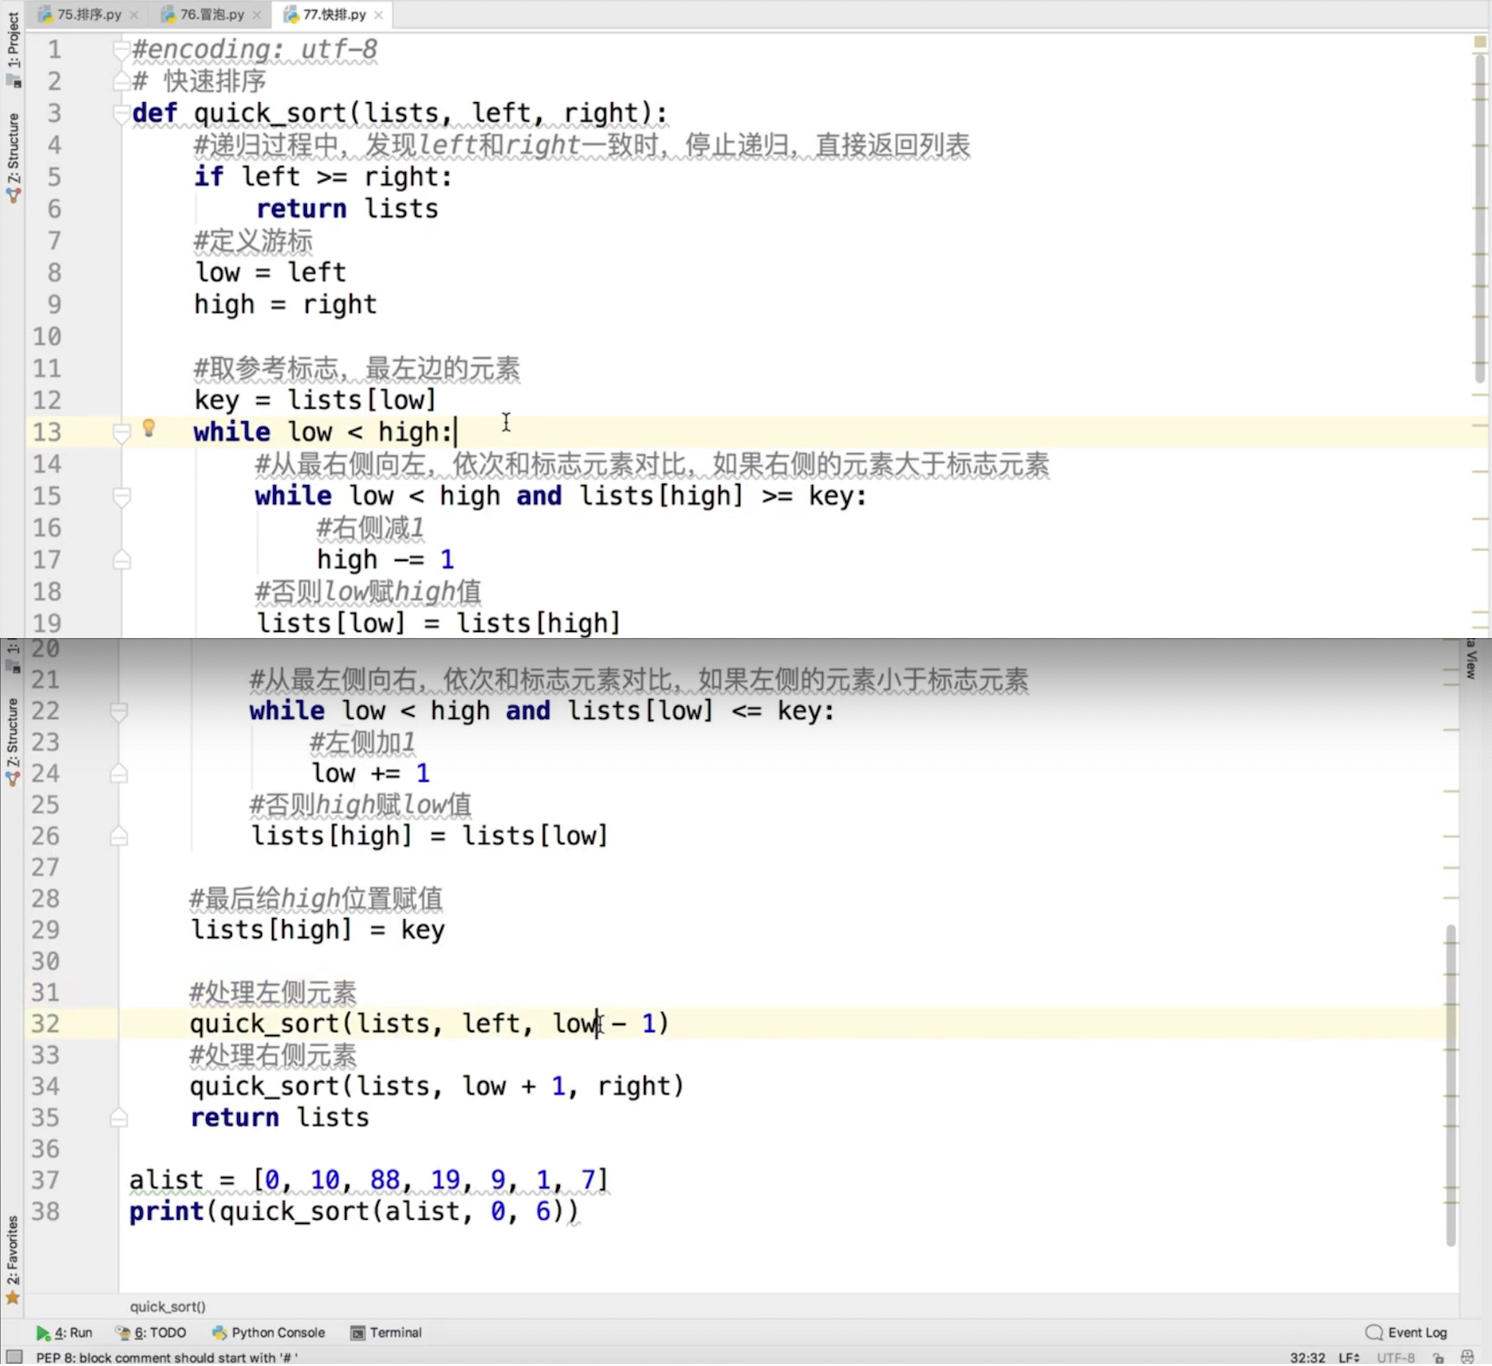 75.排序.py × 76.冒泡.py × 77.快排.py ×
1: Project
Z: Structure
1 #encoding: utf-8
2 # 快速排序
3 def quick_sort(lists, left, right):
4 #递归过程中，发现left和right一致时，停止递归，直接返回列表
5 if left >= right:
6 return lists
7 #定义游标
8 low = left
9 high = right
10
11 #取参考标志，最左边的元素
12 key = lists[low]
13 while low < high:
14 #从最右侧向左，依次和标志元素对比，如果右侧的元素大于标志元素
15 while low < high and lists[high] >= key:
16 #右侧减1
17 high -= 1
18 #否则low赋high值
19 lists[low] = lists[high]
20
21 #从最左侧向右，依次和标志元素对比，如果左侧的元素小于标志元素
22 while low < high and lists[low] <= key:
23 #左侧加1
24 low += 1
25 #否则high赋low值
26 lists[high] = lists[low]
27
28 #最后给high位置赋值
29 lists[high] = key
30
31 #处理左侧元素
32 quick_sort(lists, left, low - 1)
33 #处理右侧元素
34 quick_sort(lists, low + 1, right)
35 return lists
36
37 alist = [0, 10, 88, 19, 9, 1, 7]
38 print(quick_sort(alist, 0, 6))
View
Z: Structure
2: Favorites
quick_sort()
4: Run 6: TODO Python Console Terminal Event Log
PEP 8: block comment should start with '# ' 32:32 LF UTF-8